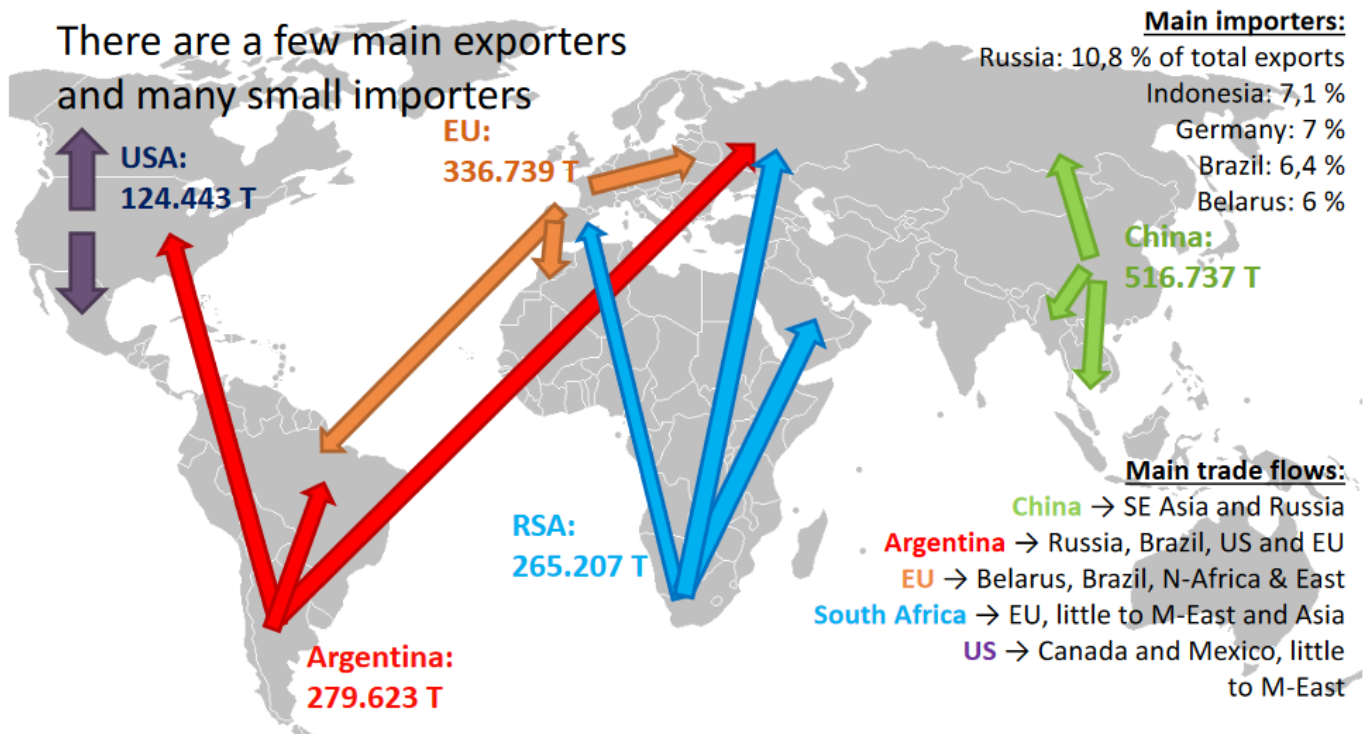 There are a few main exporters
and many small importers
USA:
124.443 T
EU:
336.739 T
Main importers:
Russia: 10,8 % of total exports
Indonesia: 7,1 %
Germany: 7 %
Brazil: 6,4 %
Belarus: 6 %
China:
516.737 T
RSA:
265.207 T
Argentina:
279.623 T
Main trade flows:
China → SE Asia and Russia
Argentina → Russia, Brazil, US and EU
EU → Belarus, Brazil, N-Africa & East
South Africa → EU, little to M-East and Asia
US → Canada and Mexico, little
to M-East